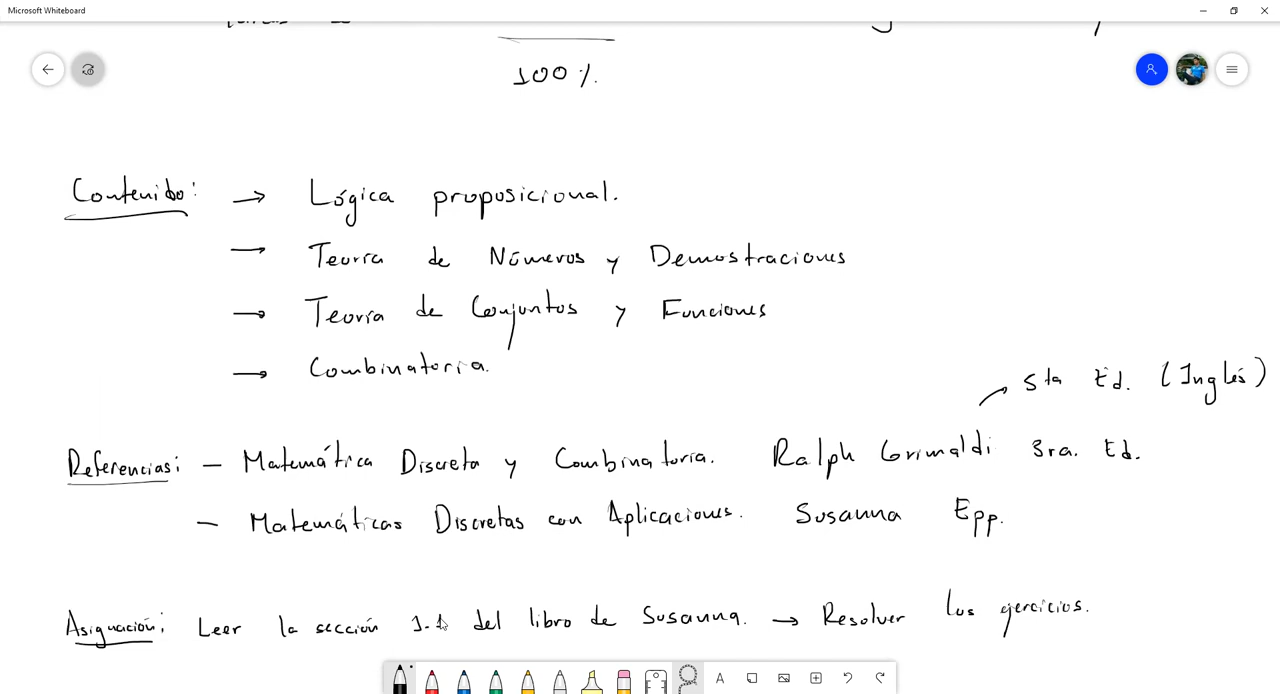 Microsoft Whiteboard
100 %.
Contenido: → Lógica proposicional.
→ Teoría de Números y Demostraciones
→ Teoría de Conjuntos y Funciones
→ Combinatoria.
5ta Ed. (Inglés)
Referencias: - Matemática Discreta y Combinatoria. Ralph Grimaldi 3ra. Ed.
- Matemáticas Discretas con Aplicaciones. Susanna Epp.
Asignación: Leer la sección 1.1 del libro de Susanna. → Resolver los ejercicios.
A